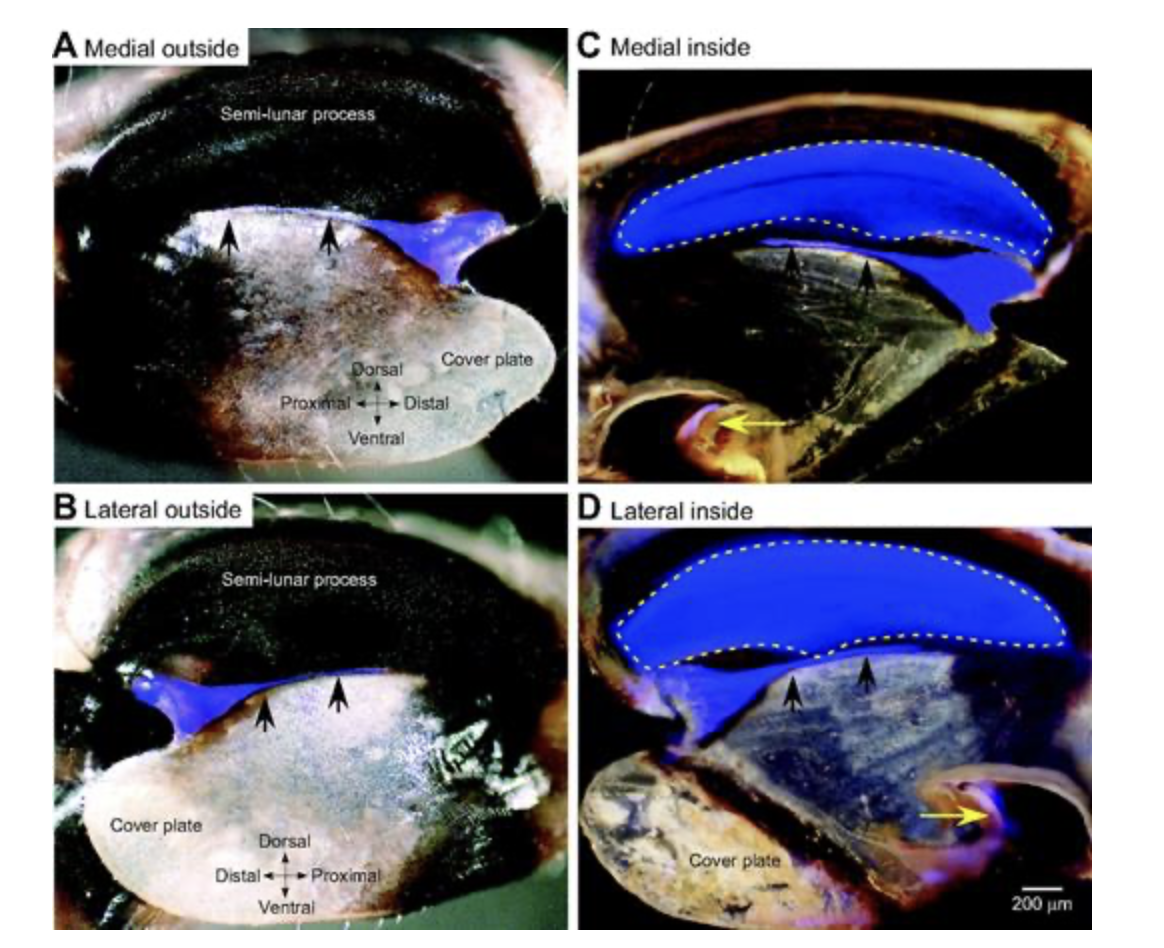 A Medial outside
Semi-lunar process
Cover plate
Dorsal
Proximal
Distal
Ventral
C Medial inside
B Lateral outside
Semi-lunar process
Cover plate
Dorsal
Distal
Proximal
Ventral
D Lateral inside
Cover plate
200 μm